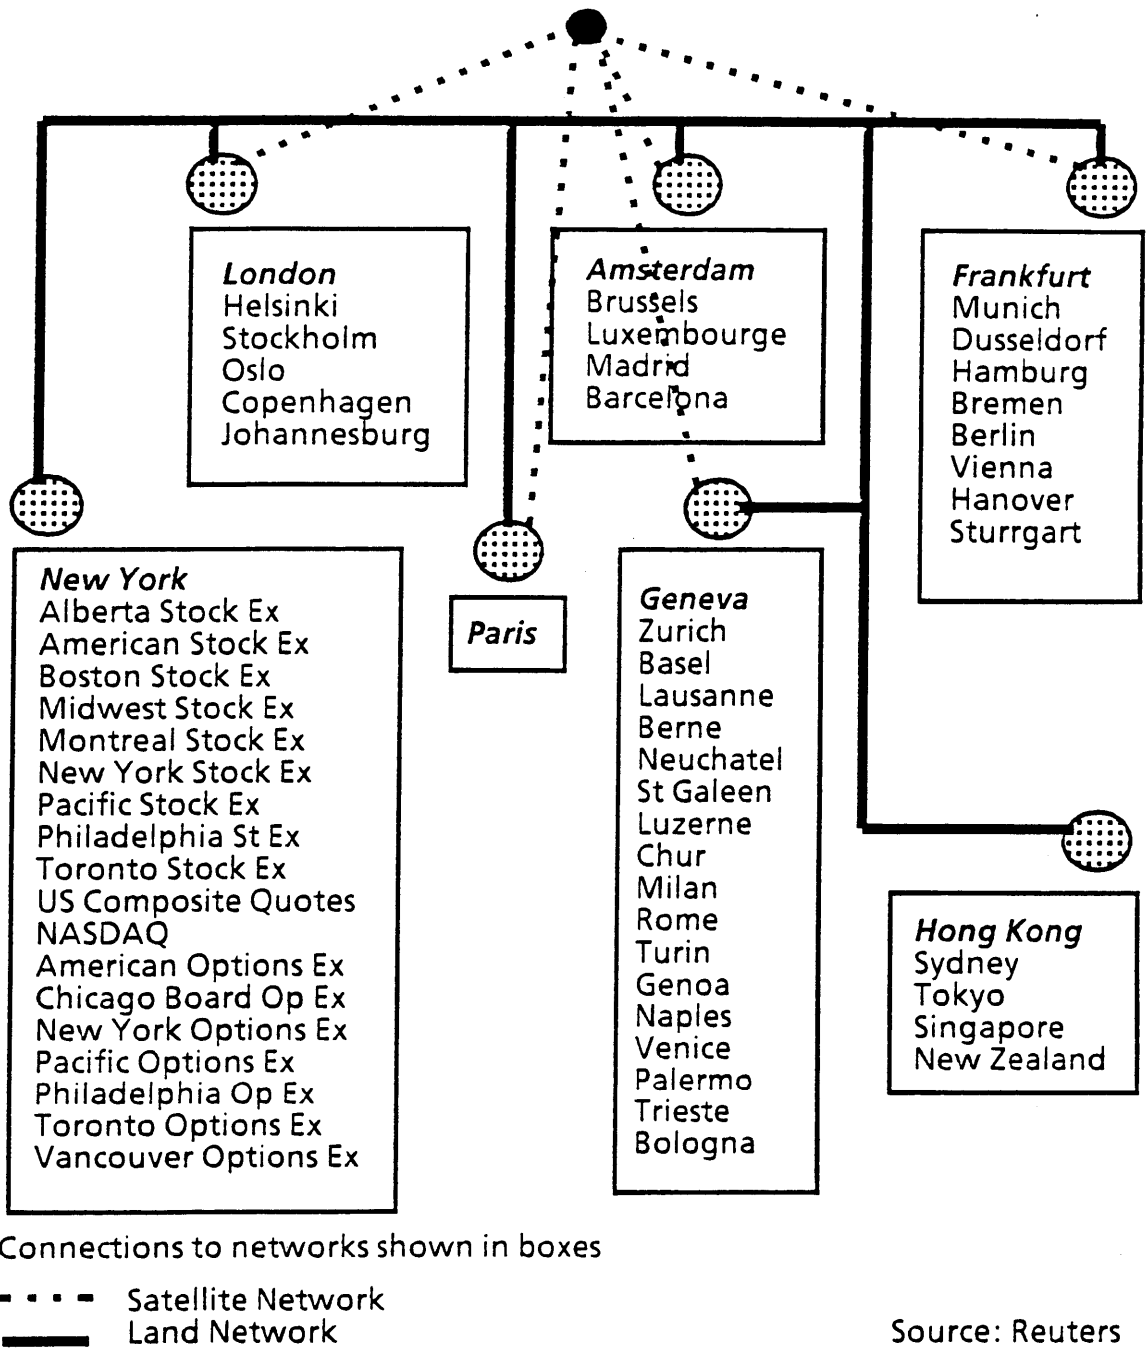 London
Helsinki
Stockholm
Oslo
Copenhagen
Johannesburg
Amsterdam
Brussels
Luxembourge
Madrid
Barcelona
Frankfurt
Munich
Dusseldorf
Hamburg
Bremen
Berlin
Vienna
Hanover
Sturrgart
New York
Alberta Stock Ex
American Stock Ex
Boston Stock Ex
Midwest Stock Ex
Montreal Stock Ex
New York Stock Ex
Pacific Stock Ex
Philadelphia St Ex
Toronto Stock Ex
US Composite Quotes
NASDAQ
American Options Ex
Chicago Board Op Ex
New York Options Ex
Pacific Options Ex
Philadelphia Op Ex
Toronto Options Ex
Vancouver Options Ex
Paris
Geneva
Zurich
Basel
Lausanne
Berne
Neuchatel
St Galeen
Luzerne
Chur
Milan
Rome
Turin
Genoa
Naples
Venice
Palermo
Trieste
Bologna
Hong Kong
Sydney
Tokyo
Singapore
New Zealand
Connections to networks shown in boxes
Satellite Network
Land Network
Source: Reuters